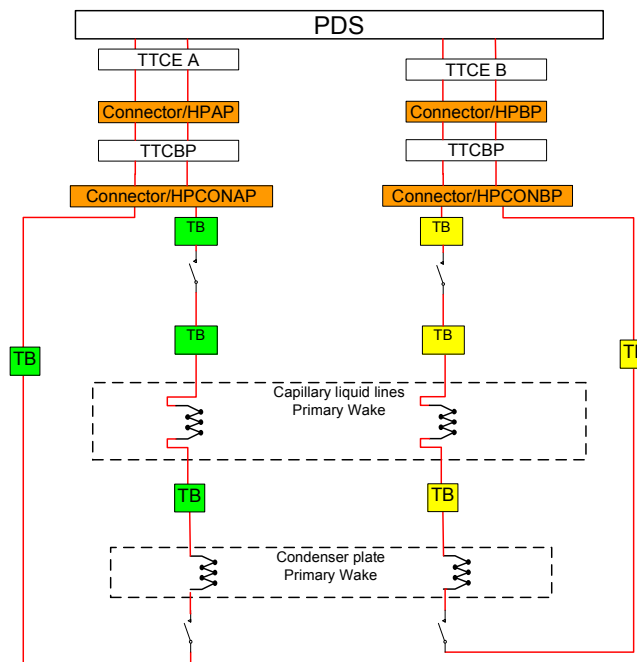 PDS
TTCE A
TTCE B
Connector/HPAP
Connector/HPBP
TTCBP
TTCBP
Connector/HPCONAP
Connector/HPCONBP
TB
TB
TB
TB
TB
Capillary liquid lines
Primary Wake
TB
TB
Condenser plate
Primary Wake